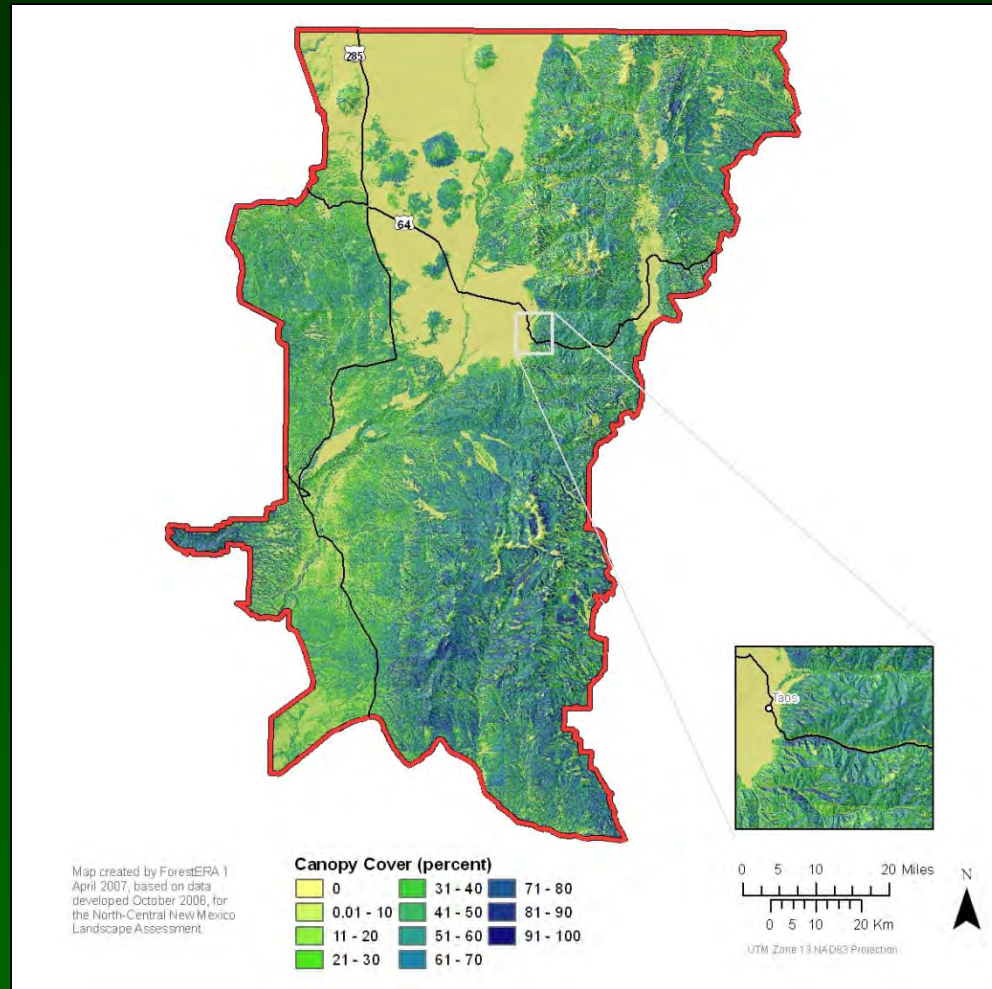 285
64
Taos
Map created by ForestERA 1
April 2007, based on data
developed October 2006, for
the North-Central New Mexico
Landscape Assessment.
Canopy Cover (percent)
0
0.01 - 10
11 - 20
21 - 30
31 - 40
41 - 50
51 - 60
61 - 70
71 - 80
81 - 90
91 - 100
0 5 10 20 Miles
0 5 10 20 Km
N
UTM Zone 13 NAD83 Projection